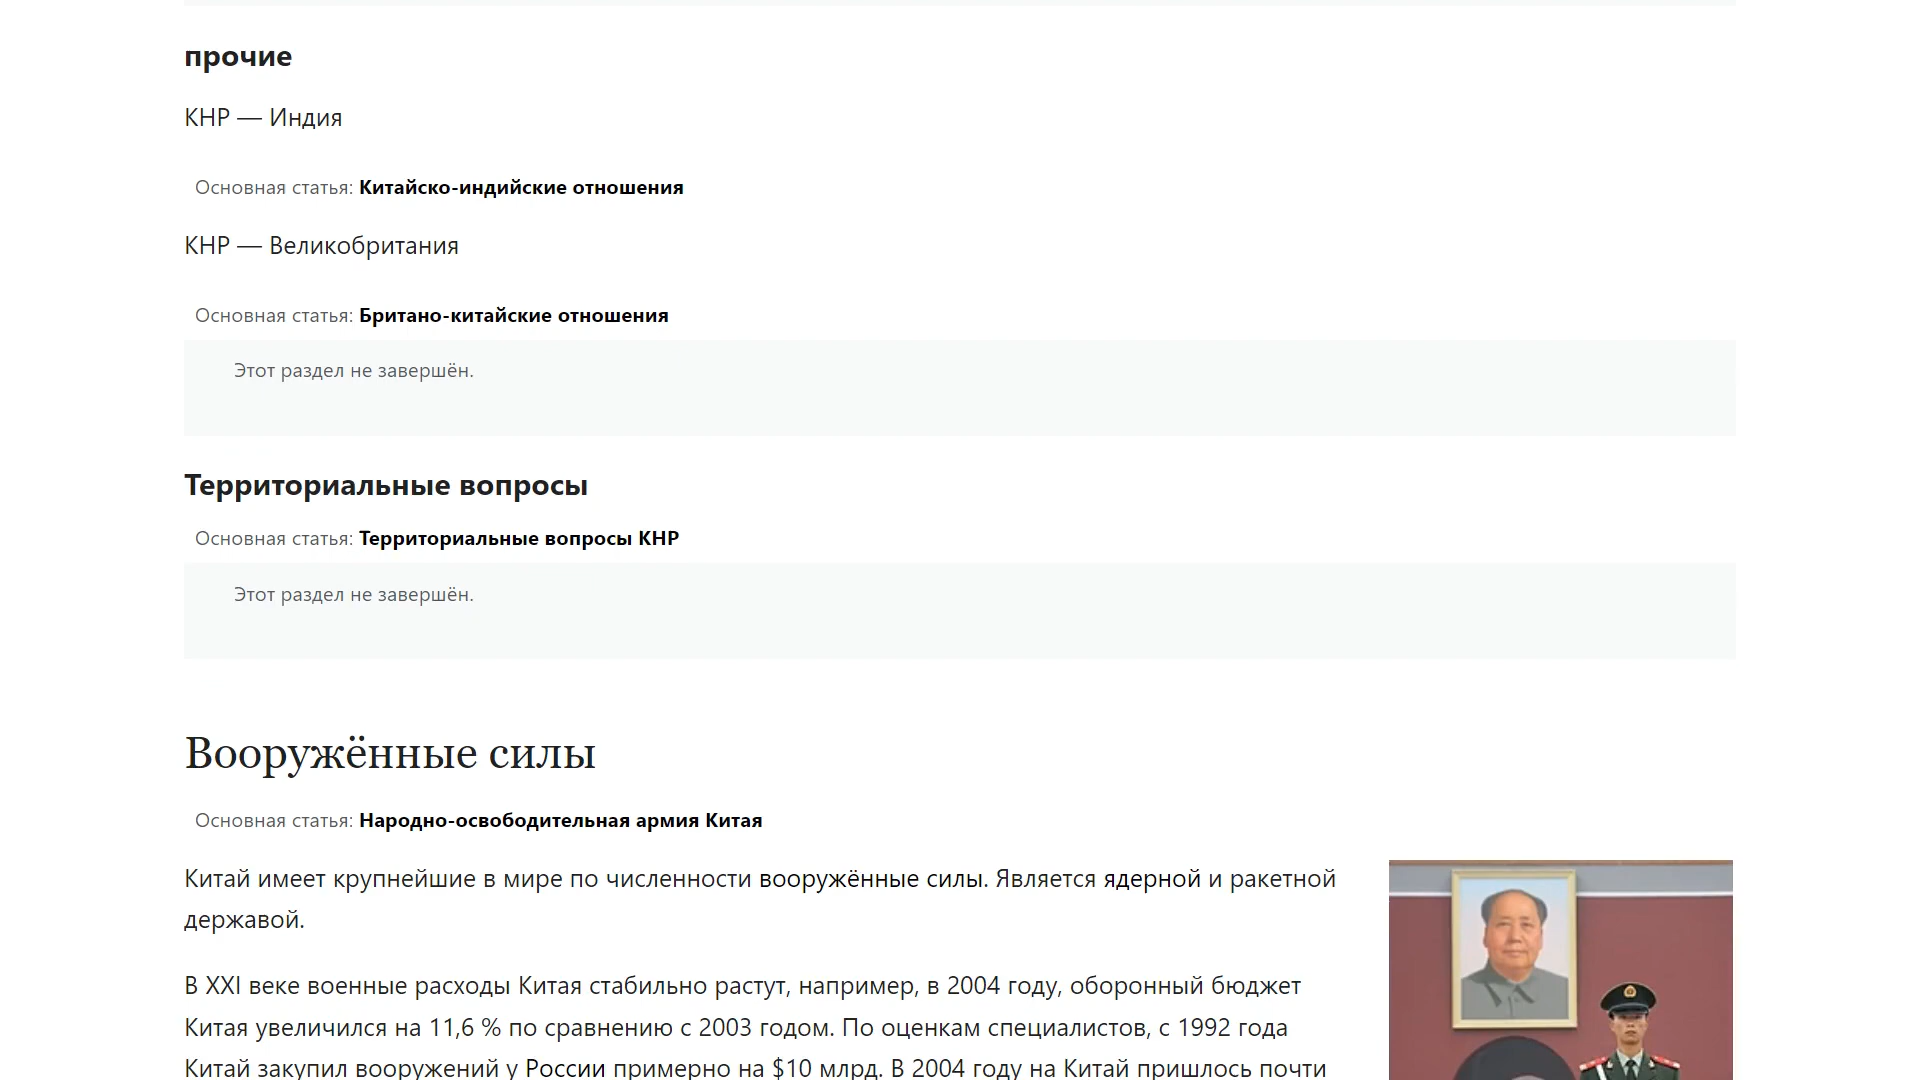 прочие
КНР — Индия
Основная статья: Китайско-индийские отношения
КНР — Великобритания
Основная статья: Британо-китайские отношения
Этот раздел не завершён.
Территориальные вопросы
Основная статья: Территориальные вопросы КНР
Этот раздел не завершён.
Вооружённые силы
Основная статья: Народно-освободительная армия Китая
Китай имеет крупнейшие в мире по численности вооружённые силы. Является ядерной и ракетной
державой.
В XXI веке военные расходы Китая стабильно растут, например, в 2004 году, оборонный бюджет
Китая увеличился на 11,6 % по сравнению с 2003 годом. По оценкам специалистов, с 1992 года
Китай закупил вооружений у России примерно на $10 млрд. В 2004 году на Китай пришлось почти